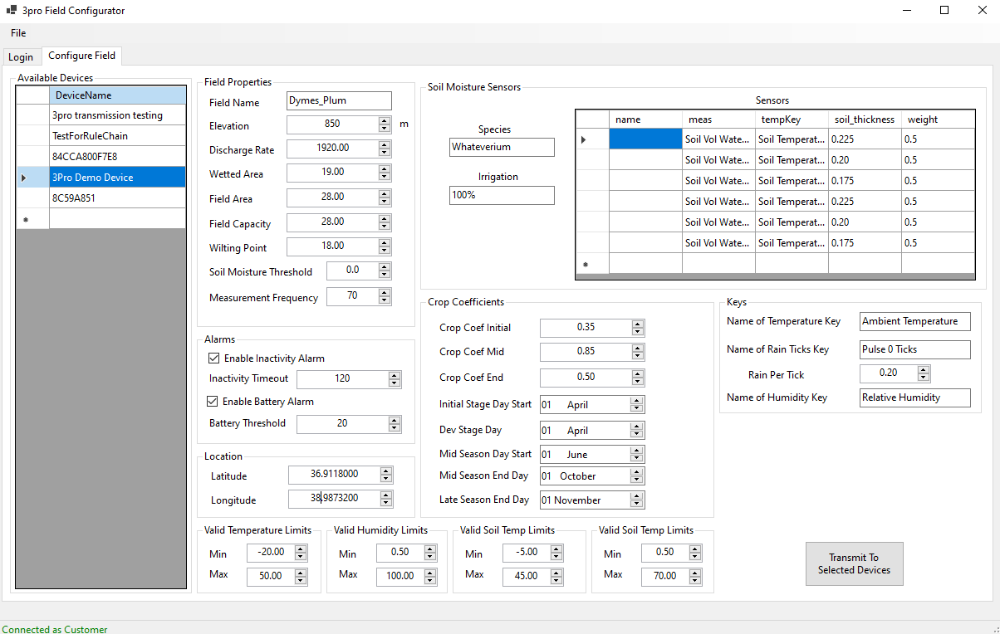 3pro Field Configurator
File
Login
Configure Field
Available Devices
DeviceName
3pro transmission testing
TestForRuleChain
84CCA800F7E8
3Pro Demo Device
8C59A851
Field Properties
Field Name Dymes_Plum
Elevation 850 m
Discharge Rate 1920.00
Wetted Area 19.00
Field Area 28.00
Field Capacity 28.00
Wilting Point 18.00
Soil Moisture Threshold 0.0
Measurement Frequency 70
Alarms
Enable Inactivity Alarm
Inactivity Timeout 120
Enable Battery Alarm
Battery Threshold 20
Location
Latitude 36.9118000
Longitude 38.9873200
Soil Moisture Sensors
Species
Whateverium
Irrigation
100%
Sensors
name meas tempKey soil_thickness weight
Soil Vol Wate... Soil Temperat... 0.225 0.5
Soil Vol Wate... Soil Temperat... 0.20 0.5
Soil Vol Wate... Soil Temperat... 0.175 0.5
Soil Vol Wate... Soil Temperat... 0.225 0.5
Soil Vol Wate... Soil Temperat... 0.20 0.5
Soil Vol Wate... Soil Temperat... 0.175 0.5
Crop Coefficients
Crop Coef Initial 0.35
Crop Coef Mid 0.85
Crop Coef End 0.50
Initial Stage Day Start 01 April
Dev Stage Day 01 April
Mid Season Day Start 01 June
Mid Season End Day 01 October
Late Season End Day 01 November
Keys
Name of Temperature Key Ambient Temperature
Name of Rain Ticks Key Pulse 0 Ticks
Rain Per Tick 0.20
Name of Humidity Key Relative Humidity
Valid Temperature Limits
Min -20.00
Max 50.00
Valid Humidity Limits
Min 0.50
Max 100.00
Valid Soil Temp Limits
Min -5.00
Max 45.00
Valid Soil Temp Limits
Min 0.50
Max 70.00
Transmit To
Selected Devices
Connected as Customer